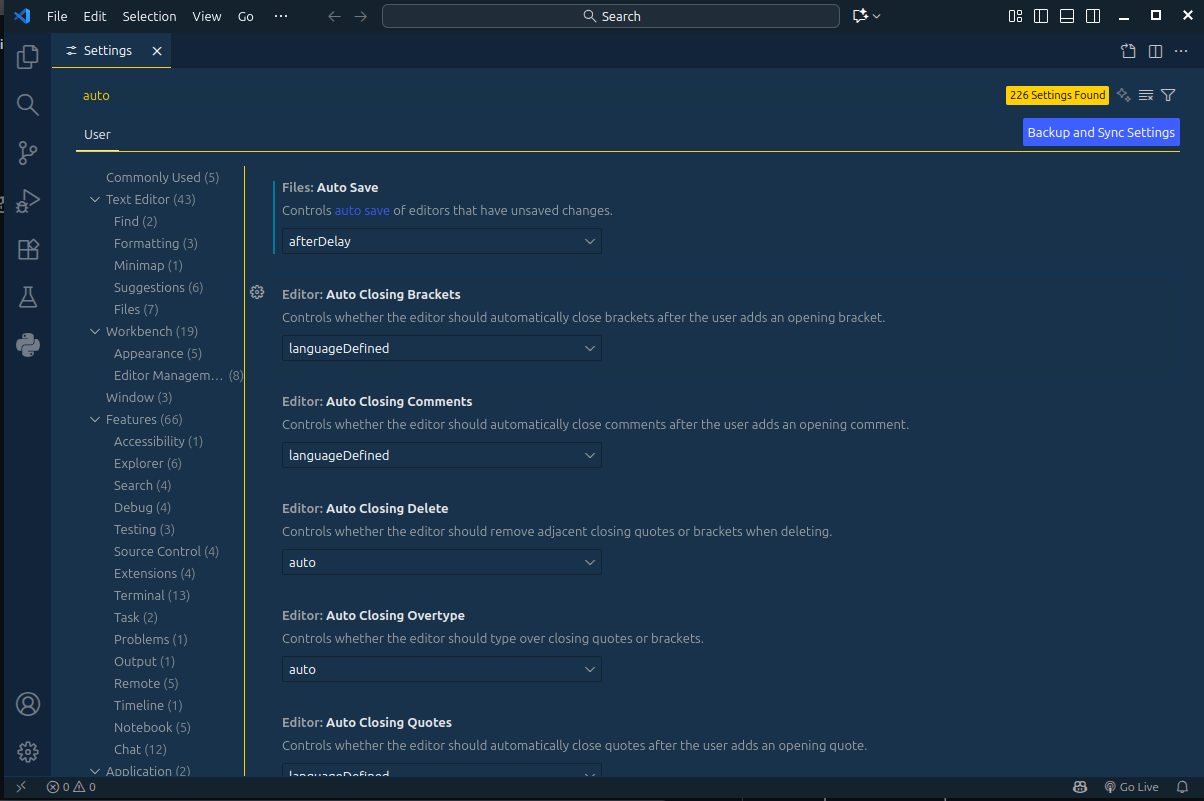 File Edit Selection View Go ··· Search
Settings
auto
226 Settings Found
User
Backup and Sync Settings
Commonly Used (5)
Text Editor (43)
Find (2)
Formatting (3)
Minimap (1)
Suggestions (6)
Files (7)
Workbench (19)
Appearance (5)
Editor Managem… (8)
Window (3)
Features (66)
Accessibility (1)
Explorer (6)
Search (4)
Debug (4)
Testing (3)
Source Control (4)
Extensions (4)
Terminal (13)
Task (2)
Problems (1)
Output (1)
Remote (5)
Timeline (1)
Notebook (5)
Chat (12)
Application (2)
Files: Auto Save
Controls auto save of editors that have unsaved changes.
afterDelay
Editor: Auto Closing Brackets
Controls whether the editor should automatically close brackets after the user adds an opening bracket.
languageDefined
Editor: Auto Closing Comments
Controls whether the editor should automatically close comments after the user adds an opening comment.
languageDefined
Editor: Auto Closing Delete
Controls whether the editor should remove adjacent closing quotes or brackets when deleting.
auto
Editor: Auto Closing Overtype
Controls whether the editor should type over closing quotes or brackets.
auto
Editor: Auto Closing Quotes
Controls whether the editor should automatically close quotes after the user adds an opening quote.
languageDefined
0 0
Go Live